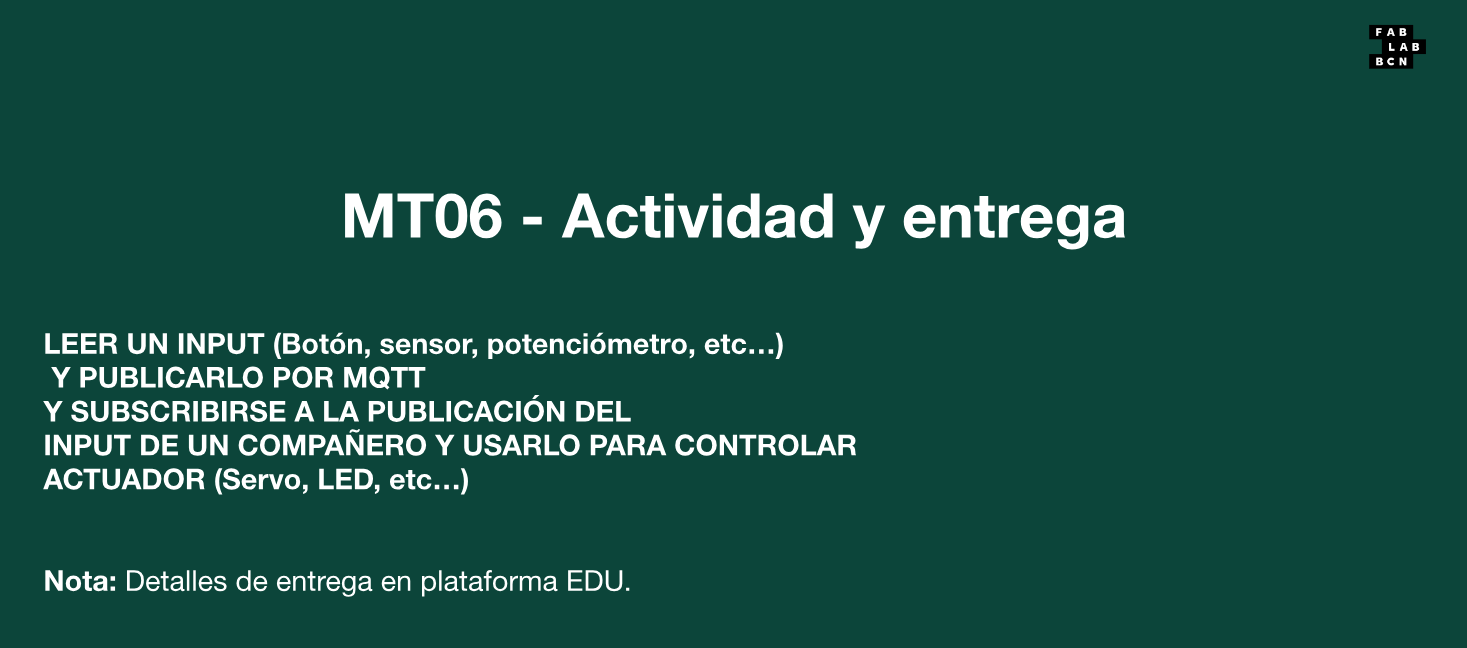 FAB
LAB
BCN
MT06 - Actividad y entrega
LEER UN INPUT (Botón, sensor, potenciómetro, etc…)
Y PUBLICARLO POR MQTT
Y SUBSCRIBIRSE A LA PUBLICACIÓN DEL
INPUT DE UN COMPAÑERO Y USARLO PARA CONTROLAR
ACTUADOR (Servo, LED, etc…)
Nota: Detalles de entrega en plataforma EDU.